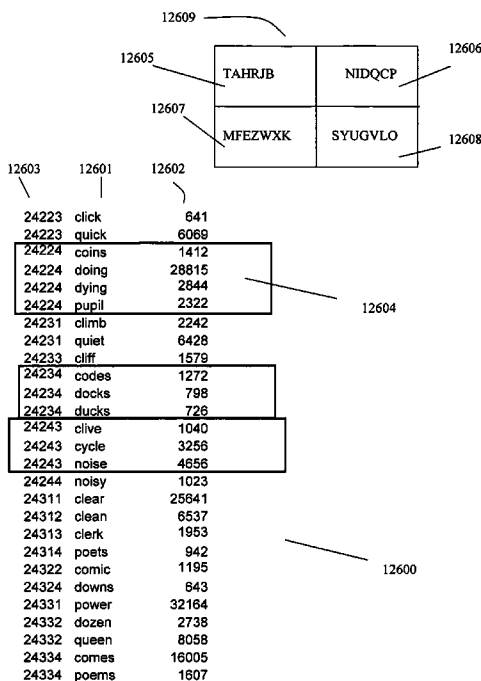 12609
12605
12606
TAHRJB NIDQCP
12607
MFEZWXK SYUGVLO
12608
12603 12601 12602
24223 click 641
24223 quick 6069
24224 coins 1412
24224 doing 28815
24224 dying 2844
24224 pupil 2322
12604
24231 climb 2242
24231 quiet 6428
24233 cliff 1579
24234 codes 1272
24234 docks 798
24234 ducks 726
24243 clive 1040
24243 cycle 3256
24243 noise 4656
24244 noisy 1023
24311 clear 25641
24312 clean 6537
24313 clerk 1953
24314 poets 942
24322 comic 1195
12600
24324 downs 643
24331 power 32164
24332 dozen 2738
24332 queen 8058
24334 comes 16005
24334 poems 1607